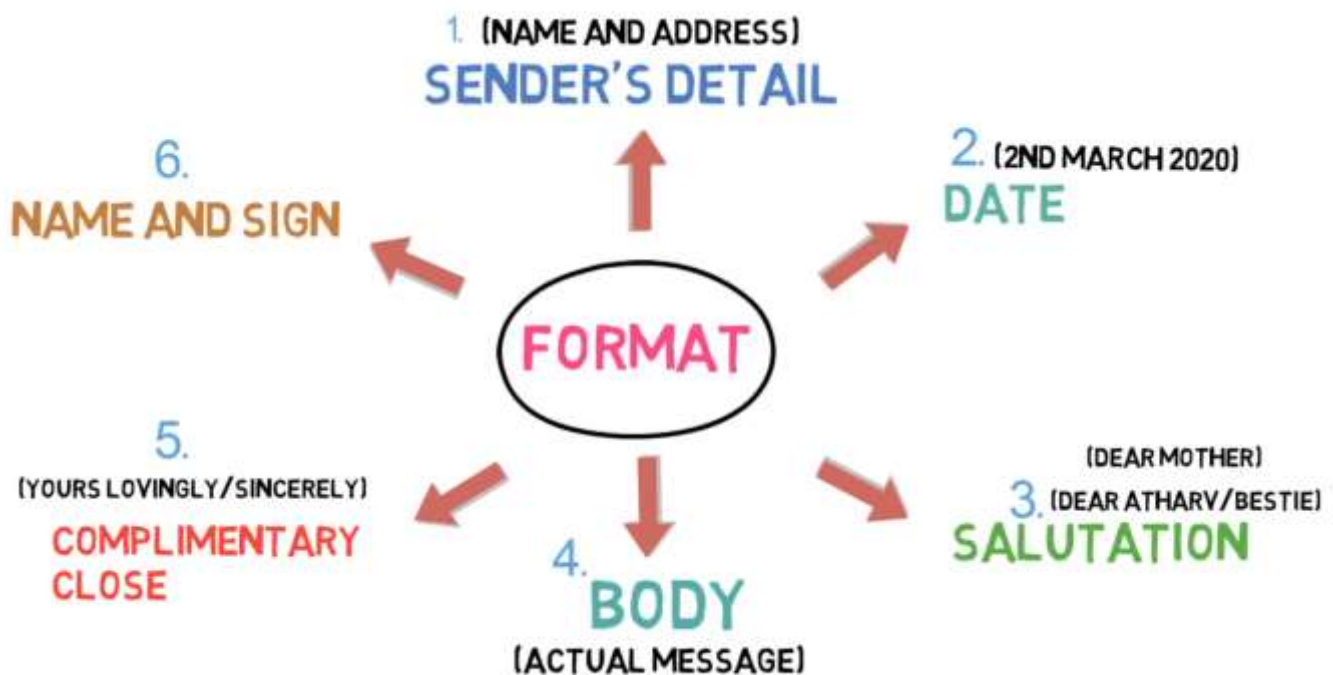 1. (NAME AND ADDRESS)
SENDER'S DETAIL
2. (2ND MARCH 2020)
DATE
(DEAR MOTHER)
3. (DEAR ATHARV/BESTIE)
SALUTATION
4.
BODY
(ACTUAL MESSAGE)
5.
(YOURS LOVINGLY/SINCERELY)
COMPLIMENTARY
CLOSE
6.
NAME AND SIGN
FORMAT